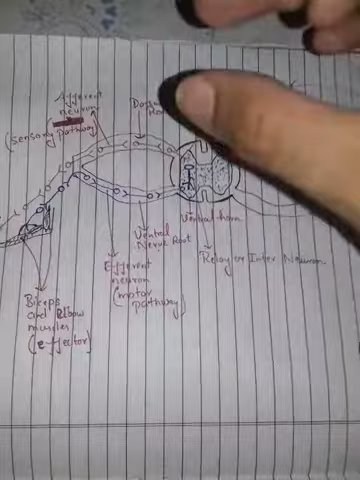 Afferent
neuron
(sensory pathway)
Ventral horn
Ventral
Nerve Root
Efferent
neuron
(motor
pathway)
Relay or Inter Neuron
Biceps
and Elbow
muscles
(effector)